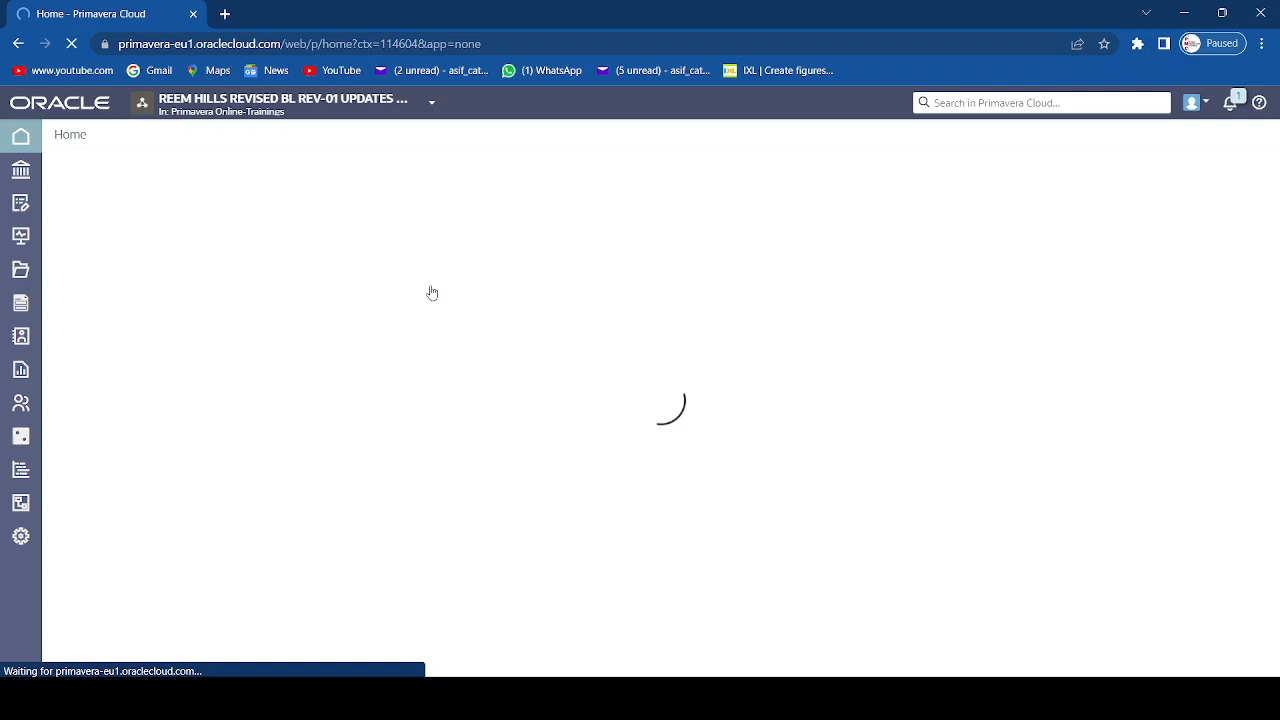 Home - Primavera Cloud
primavera-eu1.oraclecloud.com/web/p/home?ctx=114604&app=none
Paused
www.youtube.com
Gmail
Maps
News
YouTube
(2 unread) - asif_cat...
(1) WhatsApp
(5 unread) - asif_cat...
IXL | Create figures...
ORACLE
REEM HILLS REVISED BL REV-01 UPDATES ...
In: Primavera Online-Trainings
Search in Primavera Cloud...
1
Home
Waiting for primavera-eu1.oraclecloud.com...